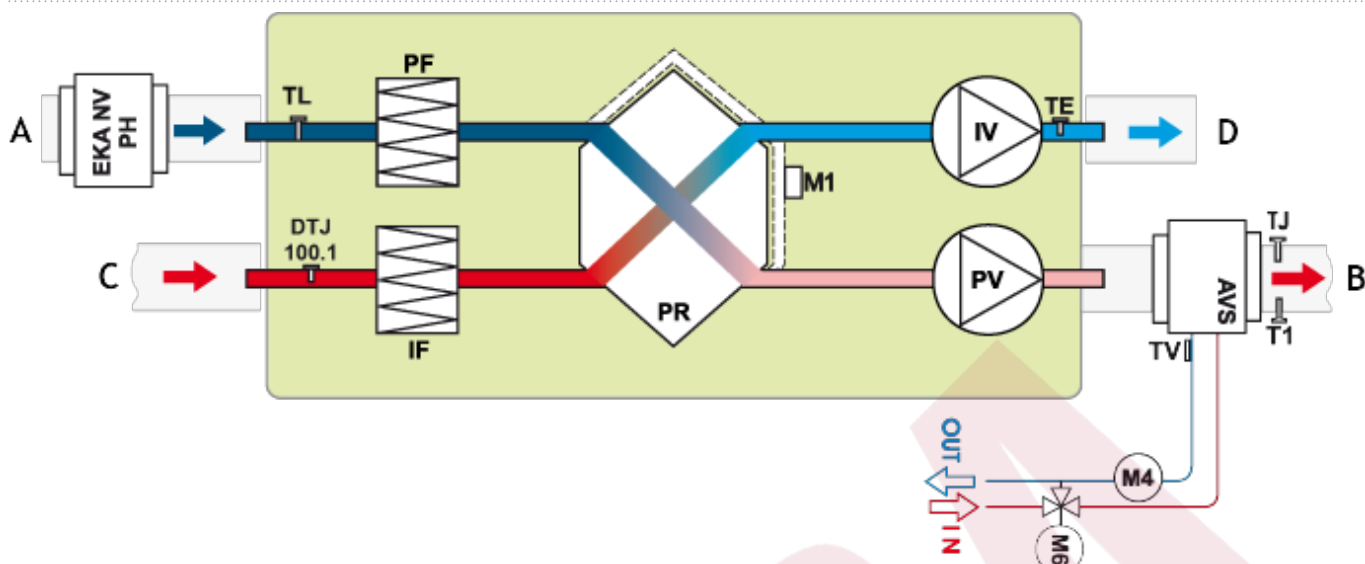 PF
TL
A
EKA NV
PH
IV
TE
D
M1
DTJ
100.1
C
IF
PR
PV
AVS
TJ
B
T1
TV
OUT
IN
M4
M6